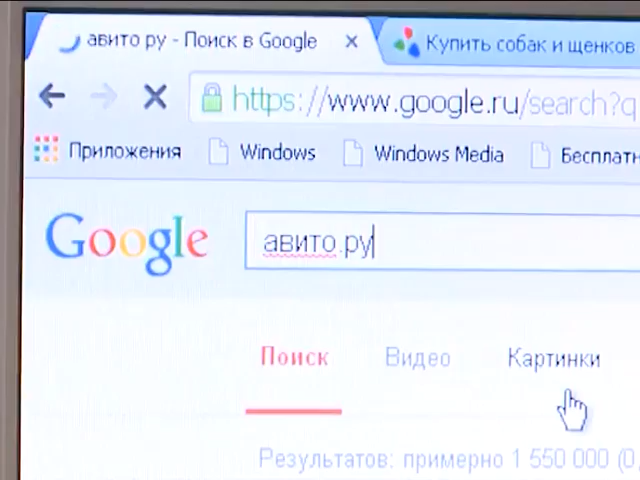 авито ру - Поиск в Google
Купить собак и щенков
https://www.google.ru/search?q
Приложения Windows Windows Media
Google авито.ру
Поиск Видео Картинки
Результатов: примерно 1 550 000 (0,